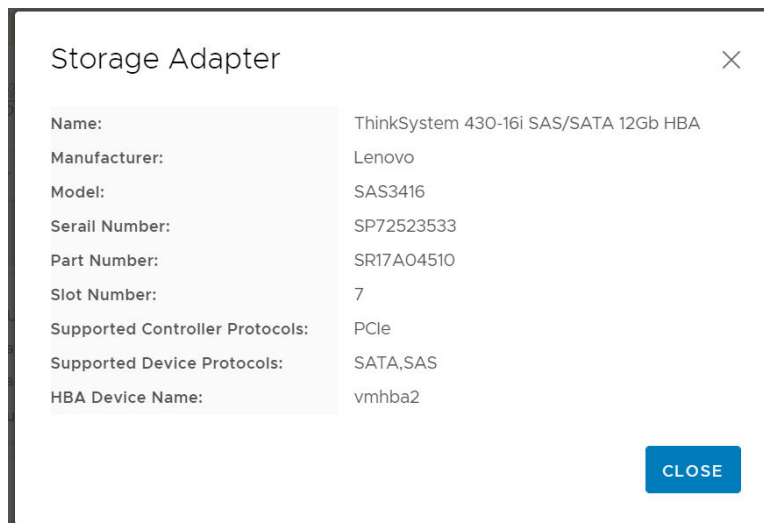 Storage Adapter
Name: ThinkSystem 430-16i SAS/SATA 12Gb HBA
Manufacturer: Lenovo
Model: SAS3416
Serail Number: SP72523533
Part Number: SR17A04510
Slot Number: 7
Supported Controller Protocols: PCIe
Supported Device Protocols: SATA,SAS
HBA Device Name: vmhba2
CLOSE